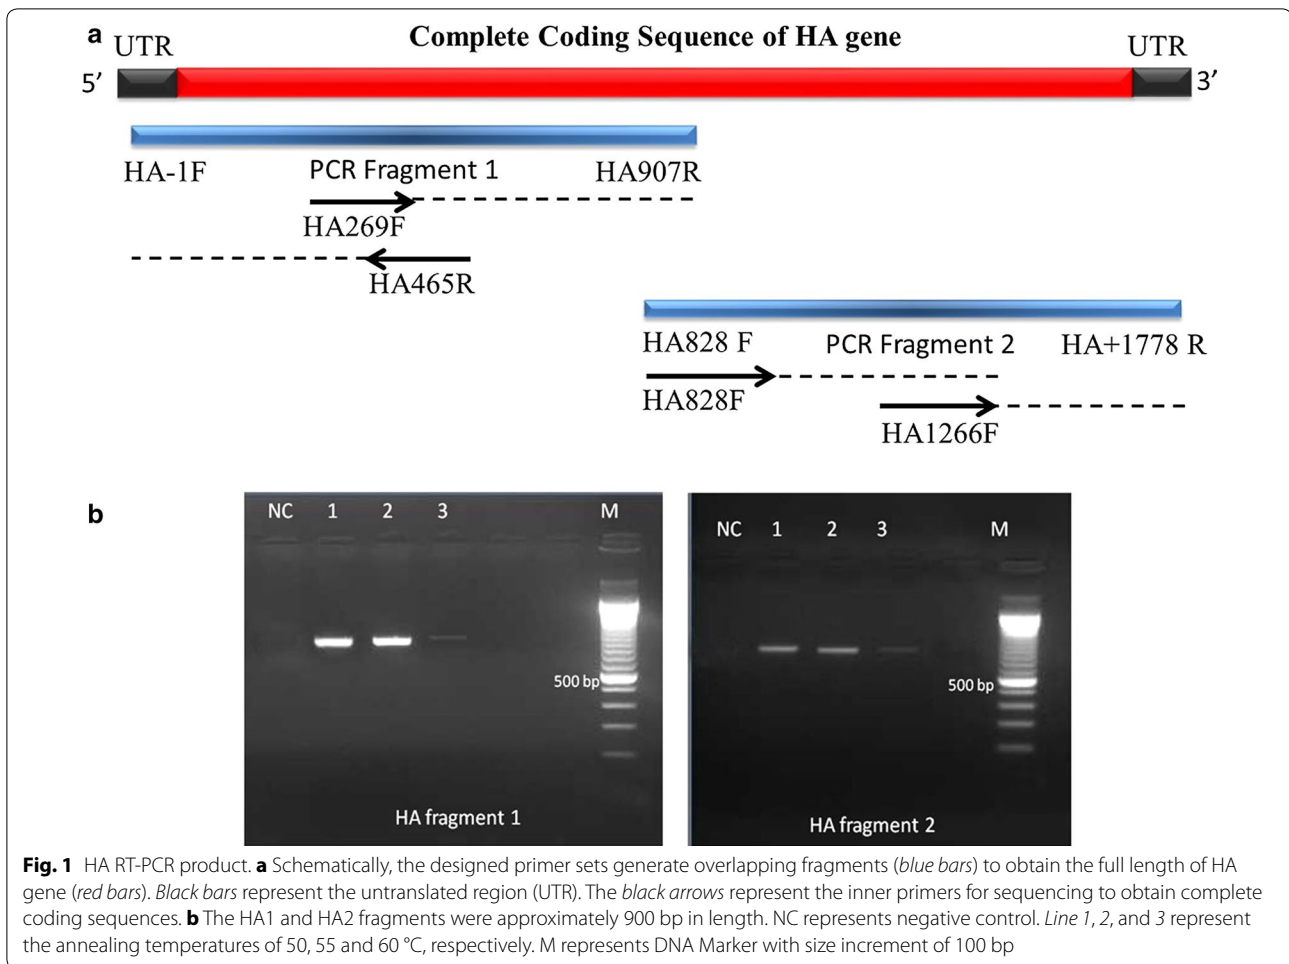 a
UTR
Complete Coding Sequence of HA gene
UTR
5’
3’
HA-1F
PCR Fragment 1
HA907R
HA269F
HA465R
HA828 F
PCR Fragment 2
HA+1778 R
HA828F
HA1266F
b
NC 1 2 3 M
500 bp
HA fragment 1
NC 1 2 3 M
500 bp
HA fragment 2
Fig. 1 HA RT-PCR product. a Schematically, the designed primer sets generate overlapping fragments (blue bars) to obtain the full length of HA
gene (red bars). Black bars represent the untranslated region (UTR). The black arrows represent the inner primers for sequencing to obtain complete
coding sequences. b The HA1 and HA2 fragments were approximately 900 bp in length. NC represents negative control. Line 1, 2, and 3 represent
the annealing temperatures of 50, 55 and 60 °C, respectively. M represents DNA Marker with size increment of 100 bp